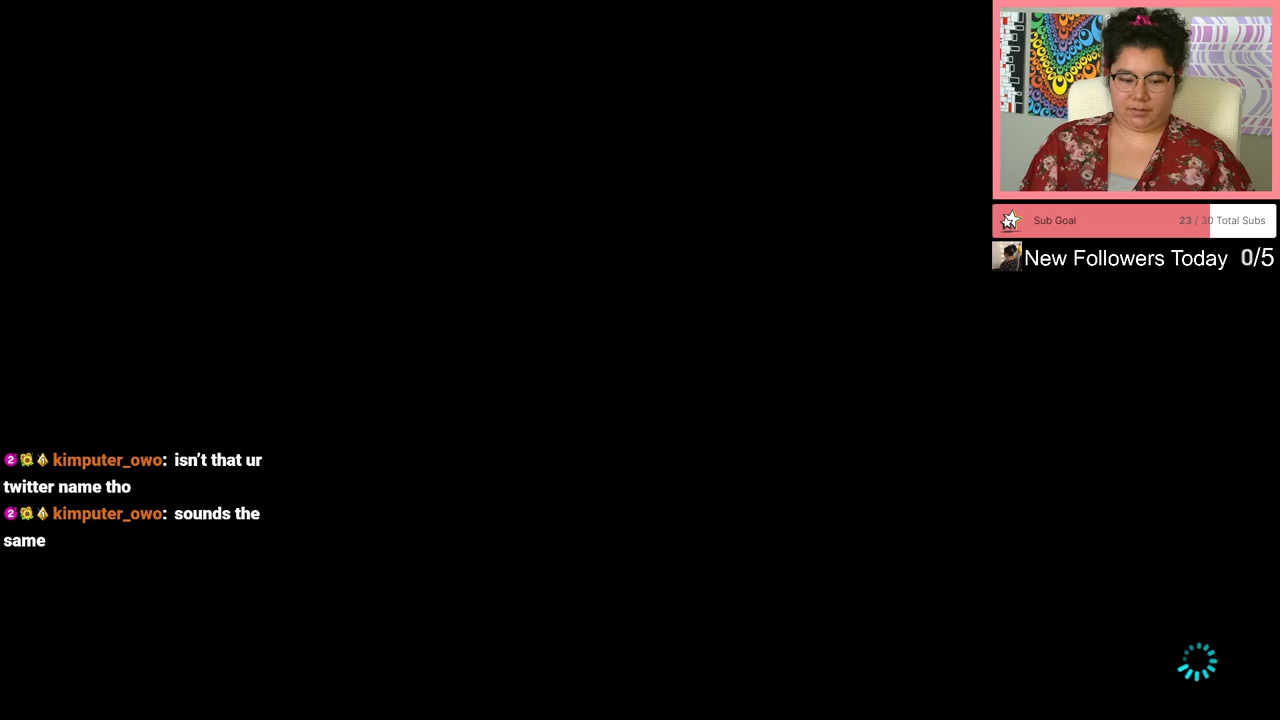 Sub Goal 23 / 30 Total Subs
New Followers Today 0/5
kimputer_owo: isn't that ur
twitter name tho
kimputer_owo: sounds the
same